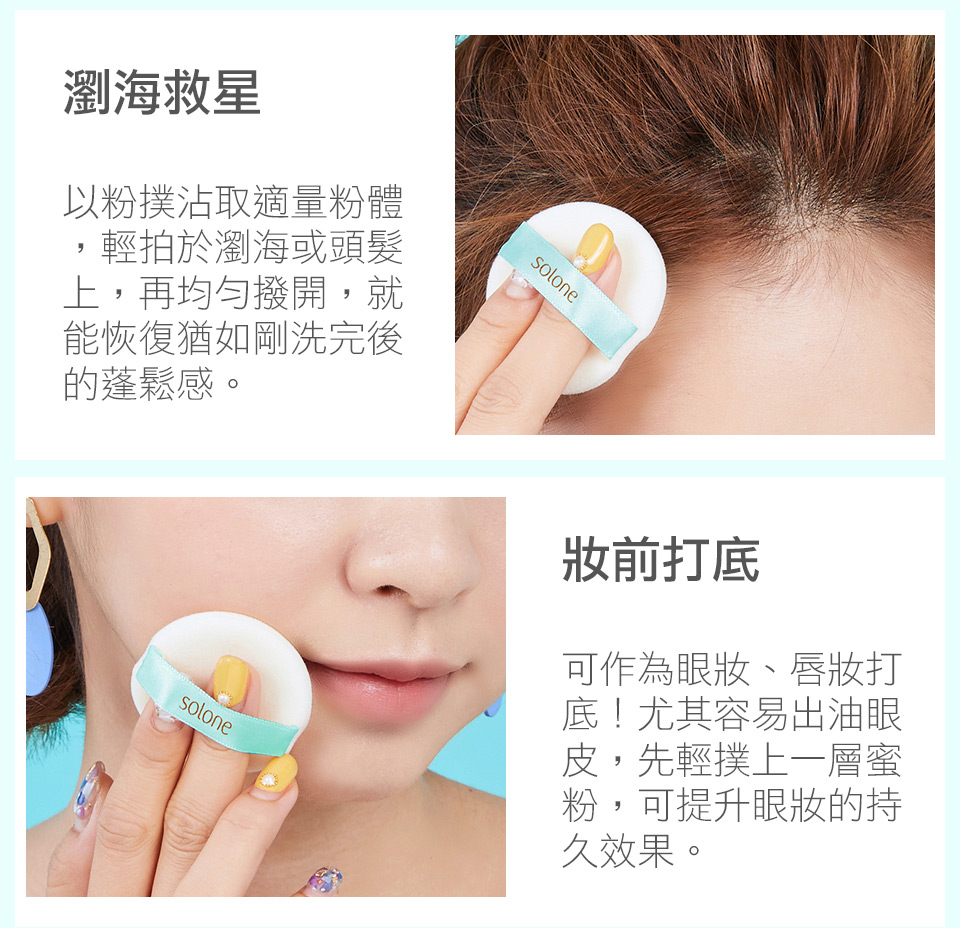 瀏海救星
以粉撲沾取適量粉體
，輕拍於瀏海或頭髮
上，再均勻撥開，就
能恢復猶如剛洗完後
的蓬鬆感。
solone
solone
妝前打底
可作為眼妝、唇妝打
底！尤其容易出油眼
皮，先輕撲上一層蜜
粉，可提升眼妝的持
久效果。